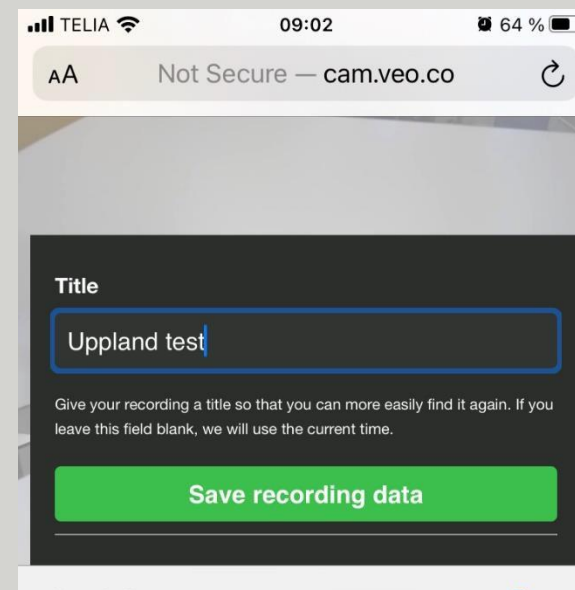 TELIA 09:02 64 %
AA Not Secure — cam.veo.co
Title
Uppland test
Give your recording a title so that you can more easily find it again. If you
leave this field blank, we will use the current time.
Save recording data